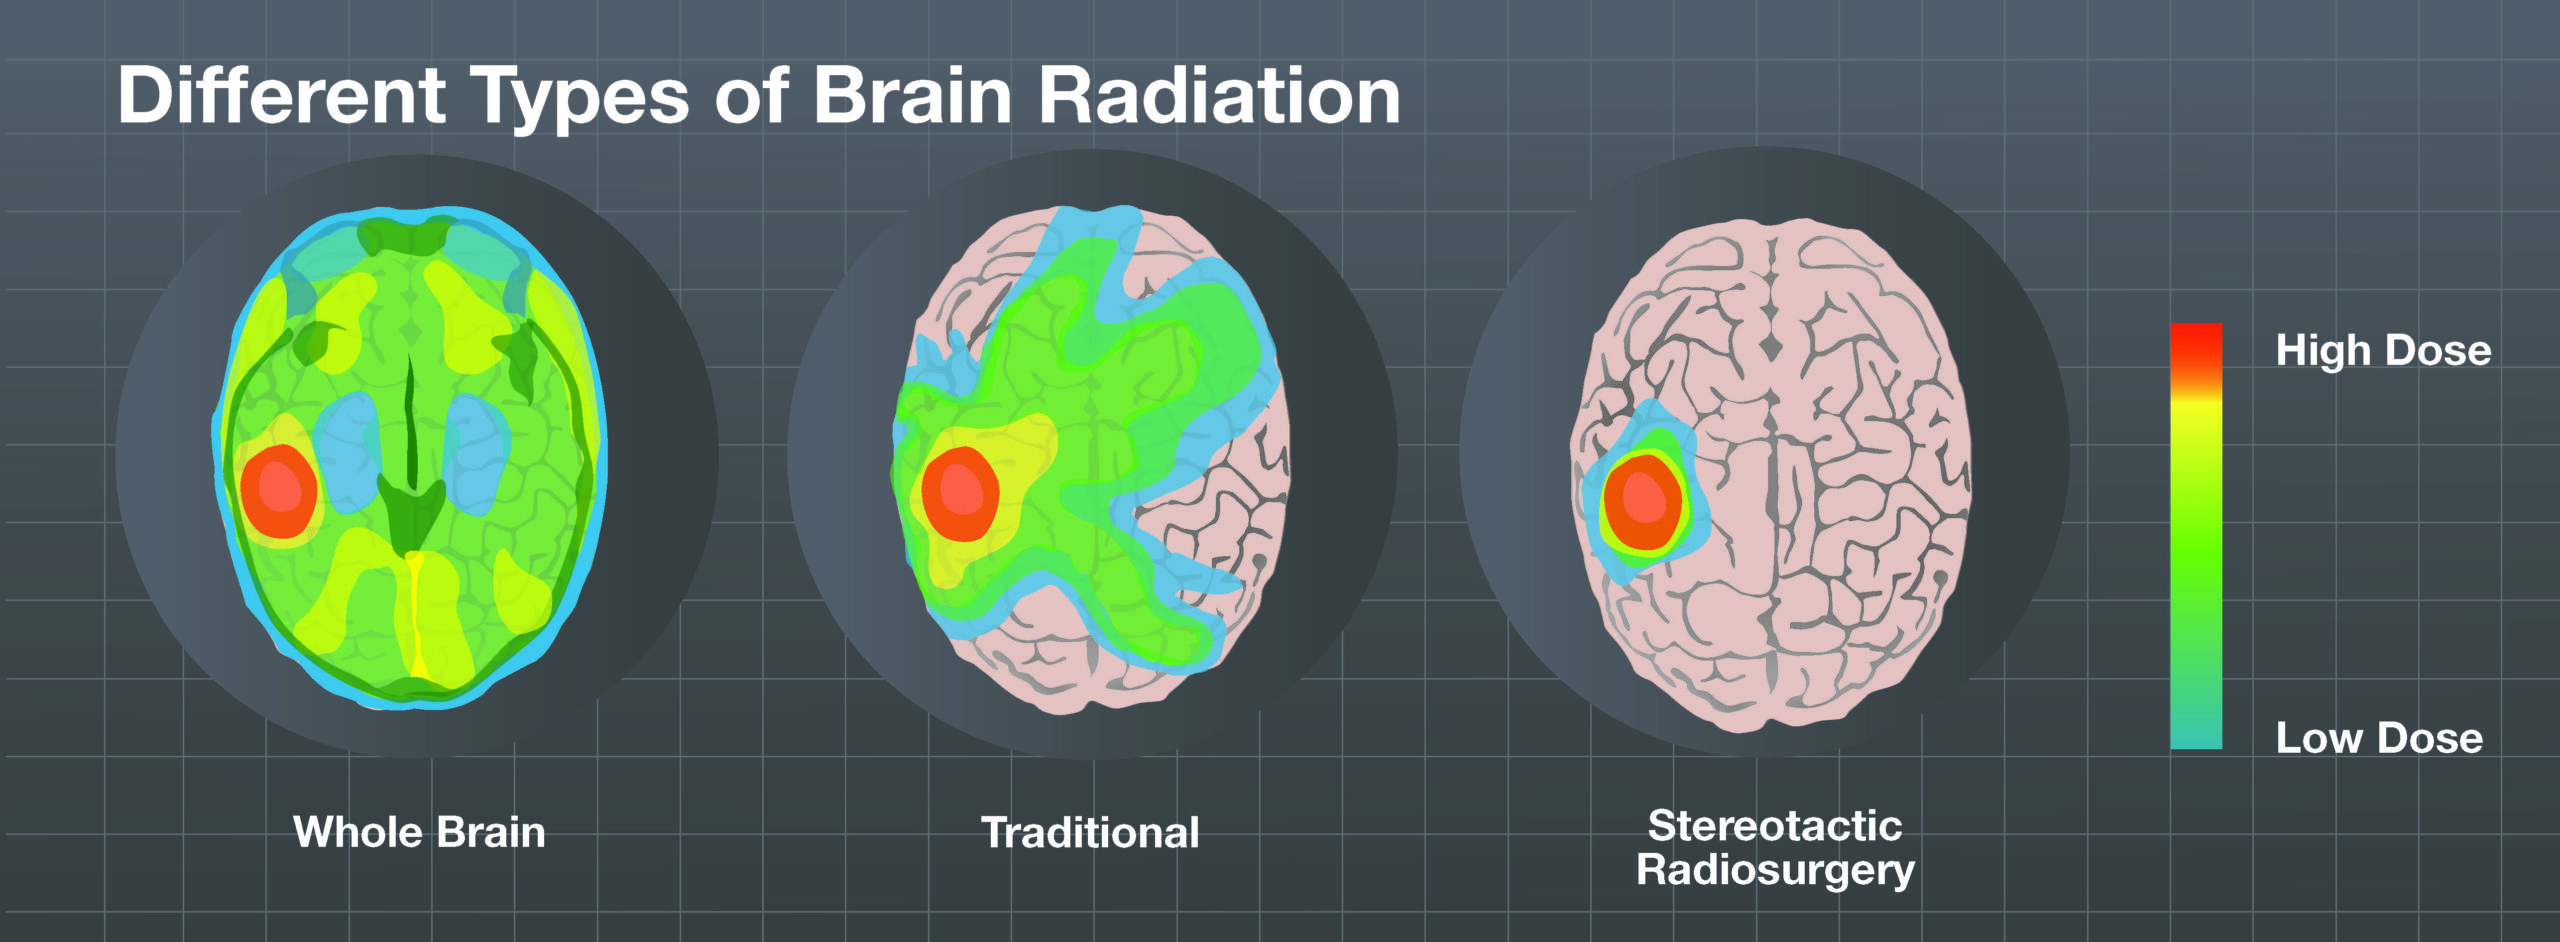 Different Types of Brain Radiation
High Dose
Low Dose
Whole Brain
Traditional
Stereotactic
Radiosurgery